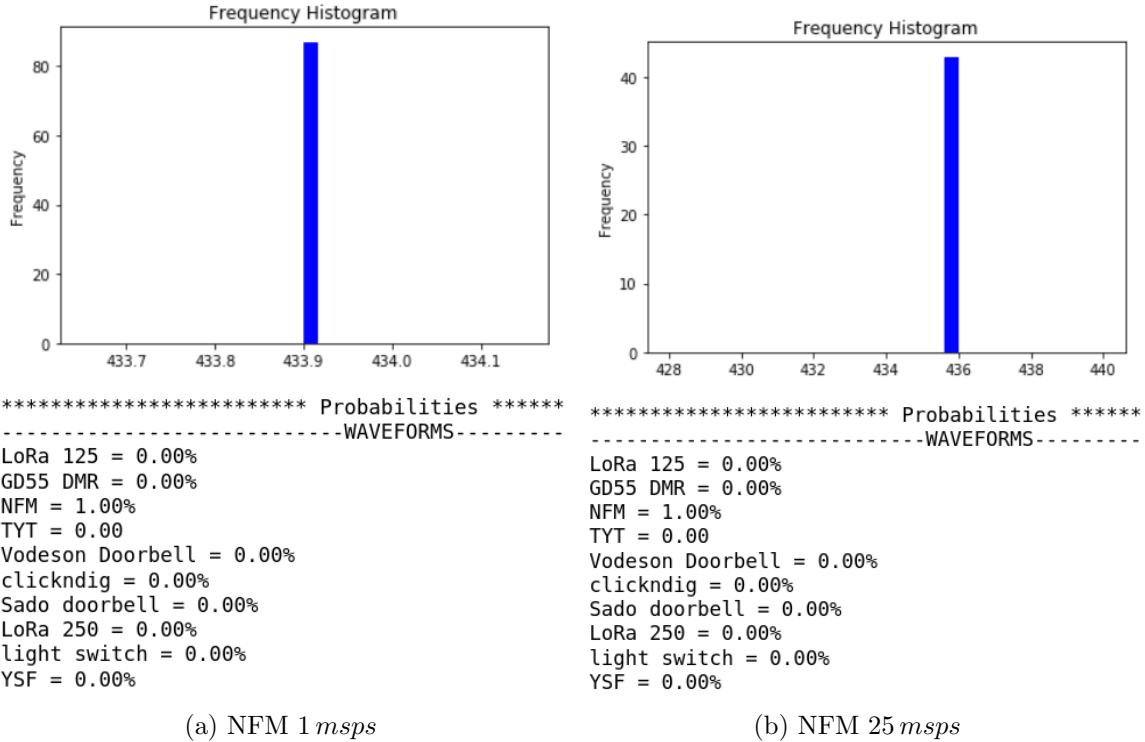 Frequency Histogram
Frequency
80
60
40
20
0
433.7 433.8 433.9 434.0 434.1
************************* Probabilities ******
----------------------------WAVEFORMS---------
LoRa 125 = 0.00%
GD55 DMR = 0.00%
NFM = 1.00%
TYT = 0.00
Vodeson Doorbell = 0.00%
clickndig = 0.00%
Sado doorbell = 0.00%
LoRa 250 = 0.00%
light switch = 0.00%
YSF = 0.00%
(a) NFM 1 msps
Frequency Histogram
Frequency
40
30
20
10
0
428 430 432 434 436 438 440
************************* Probabilities ******
----------------------------WAVEFORMS---------
LoRa 125 = 0.00%
GD55 DMR = 0.00%
NFM = 1.00%
TYT = 0.00
Vodeson Doorbell = 0.00%
clickndig = 0.00%
Sado doorbell = 0.00%
LoRa 250 = 0.00%
light switch = 0.00%
YSF = 0.00%
(b) NFM 25 msps